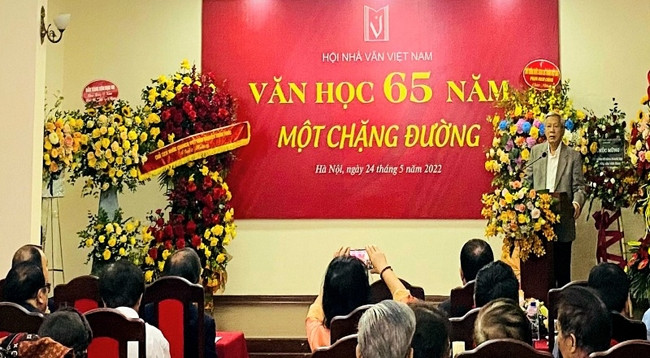 HỘI NHÀ VĂN VIỆT NAM
VĂN HỌC 65 NĂM
MỘT CHẶNG ĐƯỜNG
Hà Nội, ngày 24 tháng 5 năm 2022